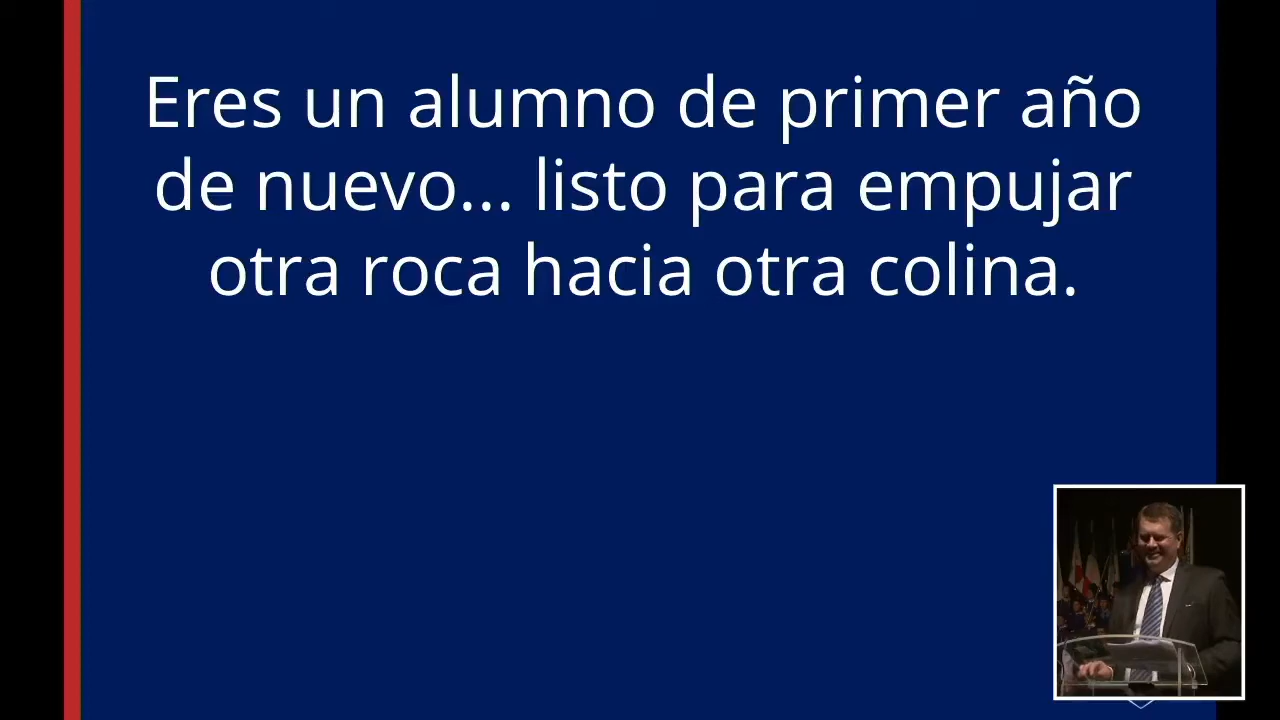 Eres un alumno de primer año
de nuevo... listo para empujar
otra roca hacia otra colina.